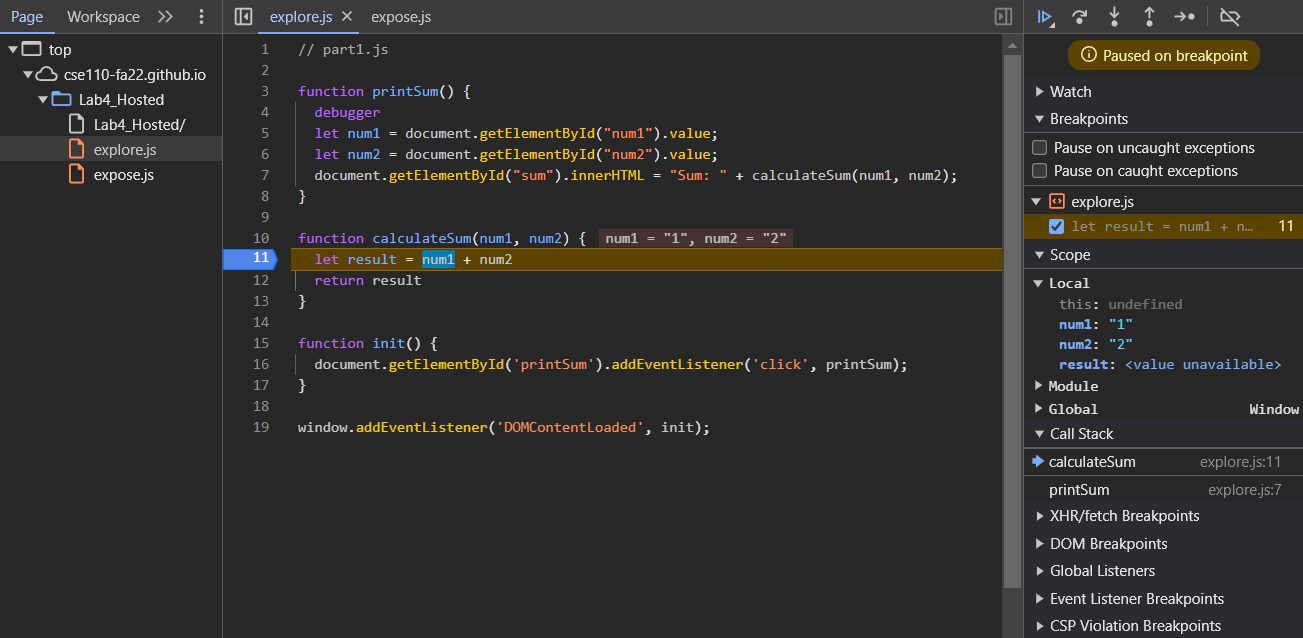 Page Workspace
top
cse110-fa22.github.io
Lab4_Hosted
Lab4_Hosted/
explore.js
expose.js
explore.js expose.js
1 // part1.js
2
3 function printSum() {
4 debugger
5 let num1 = document.getElementById("num1").value;
6 let num2 = document.getElementById("num2").value;
7 document.getElementById("sum").innerHTML = "Sum: " + calculateSum(num1, num2);
8 }
9
10 function calculateSum(num1, num2) { num1 = "1", num2 = "2"
11 let result = num1 + num2
12 return result
13 }
14
15 function init() {
16 document.getElementById('printSum').addEventListener('click', printSum);
17 }
18
19 window.addEventListener('DOMContentLoaded', init);
Paused on breakpoint
Watch
Breakpoints
Pause on uncaught exceptions
Pause on caught exceptions
explore.js
let result = num1 + n… 11
Scope
Local
this: undefined
num1: "1"
num2: "2"
result: <value unavailable>
Module
Global Window
Call Stack
calculateSum explore.js:11
printSum explore.js:7
XHR/fetch Breakpoints
DOM Breakpoints
Global Listeners
Event Listener Breakpoints
CSP Violation Breakpoints